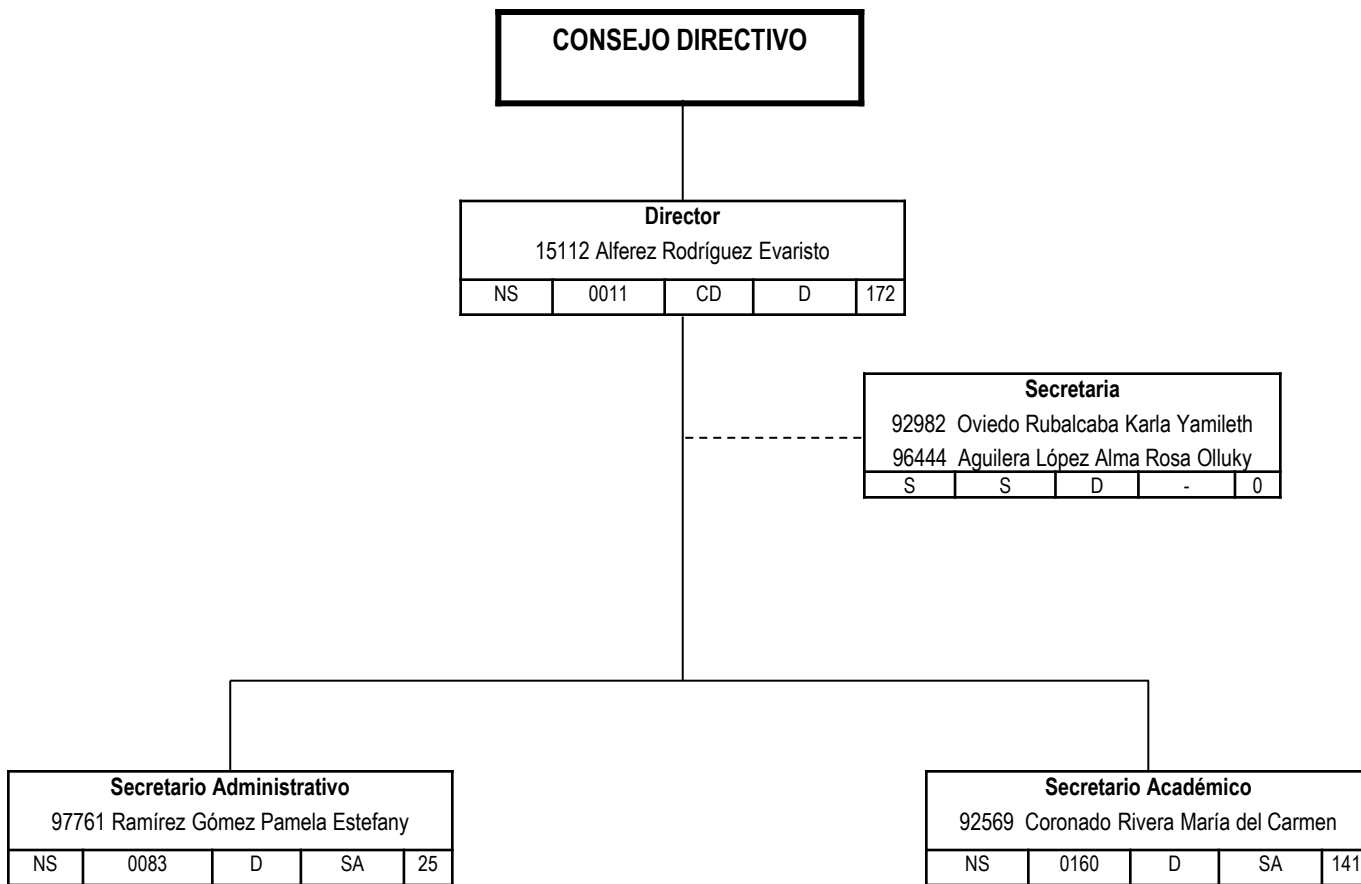 CONSEJO DIRECTIVO
Director
15112 Alferez Rodríguez Evaristo
NS 0011 CD D 172
Secretaria
92982 Oviedo Rubalcaba Karla Yamileth
96444 Aguilera López Alma Rosa Olluky
S S D - 0
Secretario Administrativo
97761 Ramírez Gómez Pamela Estefany
NS 0083 D SA 25
Secretario Académico
92569 Coronado Rivera María del Carmen
NS 0160 D SA 141